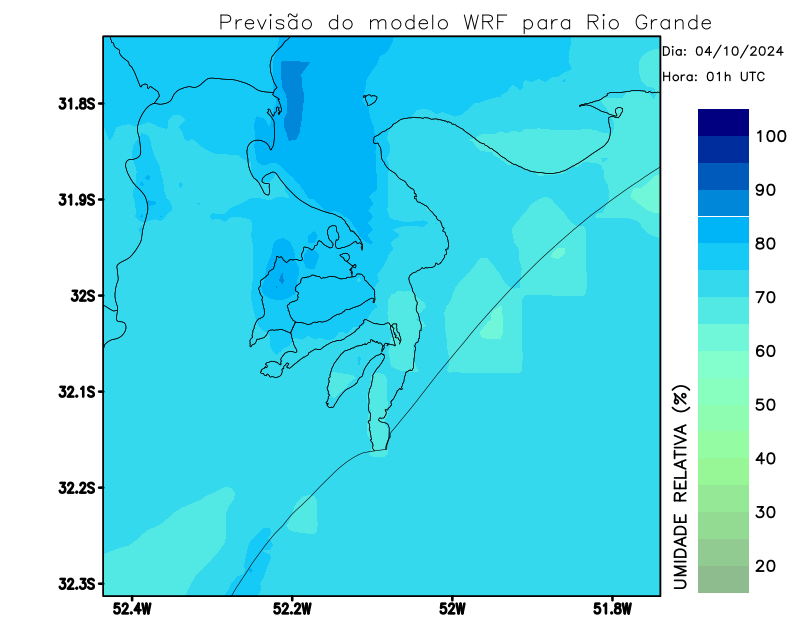 Previsão do modelo WRF para Rio Grande
Dia: 04/10/2024
Hora: 01h UTC
31.8S
31.9S
32S
32.1S
32.2S
32.3S
52.4W
52.2W
52W
51.8W
UMIDADE RELATIVA (%)
100
90
80
70
60
50
40
30
20